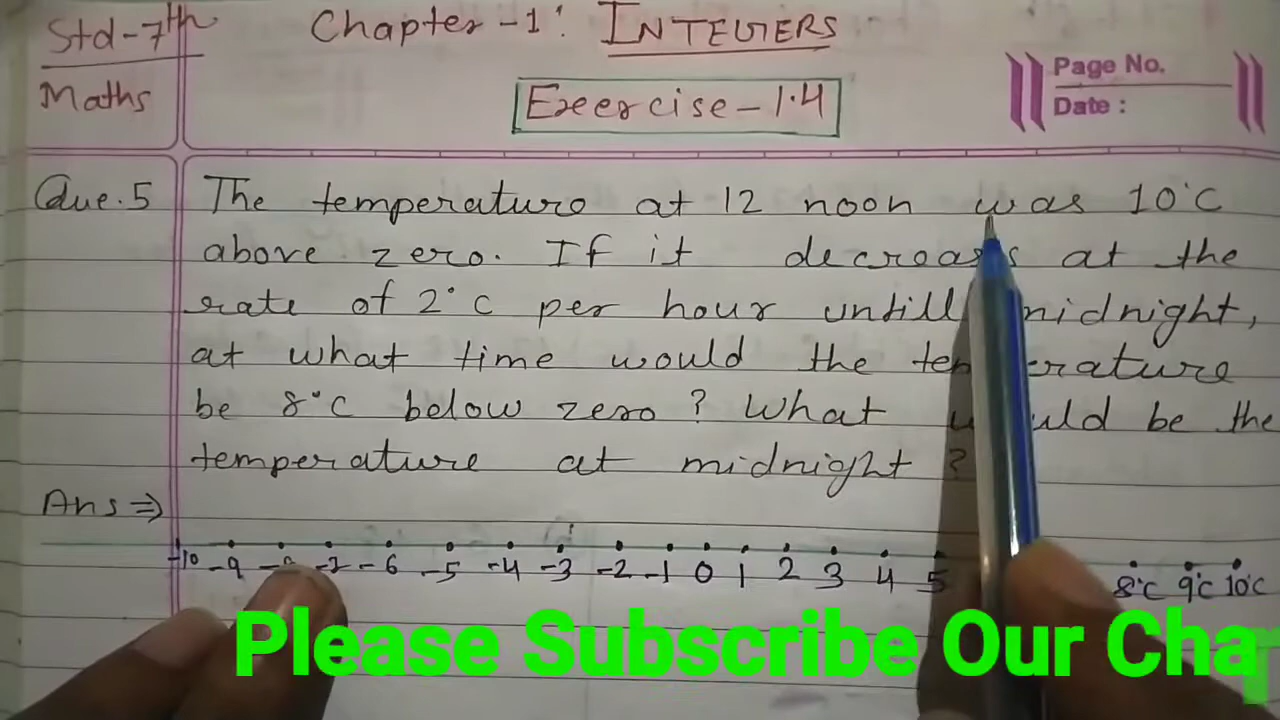 Std-7th
Chapter-1: INTEGERS
Maths
Exercise-1.4
Page No.
Date :
Que.5 The temperature at 12 noon was 10°C
above zero. If it decreas at the
rate of 2°C per hour untill midnight,
at what time would the temperature
be 8°C below zero? What would be the
temperature at midnight?
Ans ⇒
-10 -9 -8 -7 -6 -5 -4 -3 -2 -1 0 1 2 3 4 5 8°C 9°C 10°C
Please Subscribe Our Cha